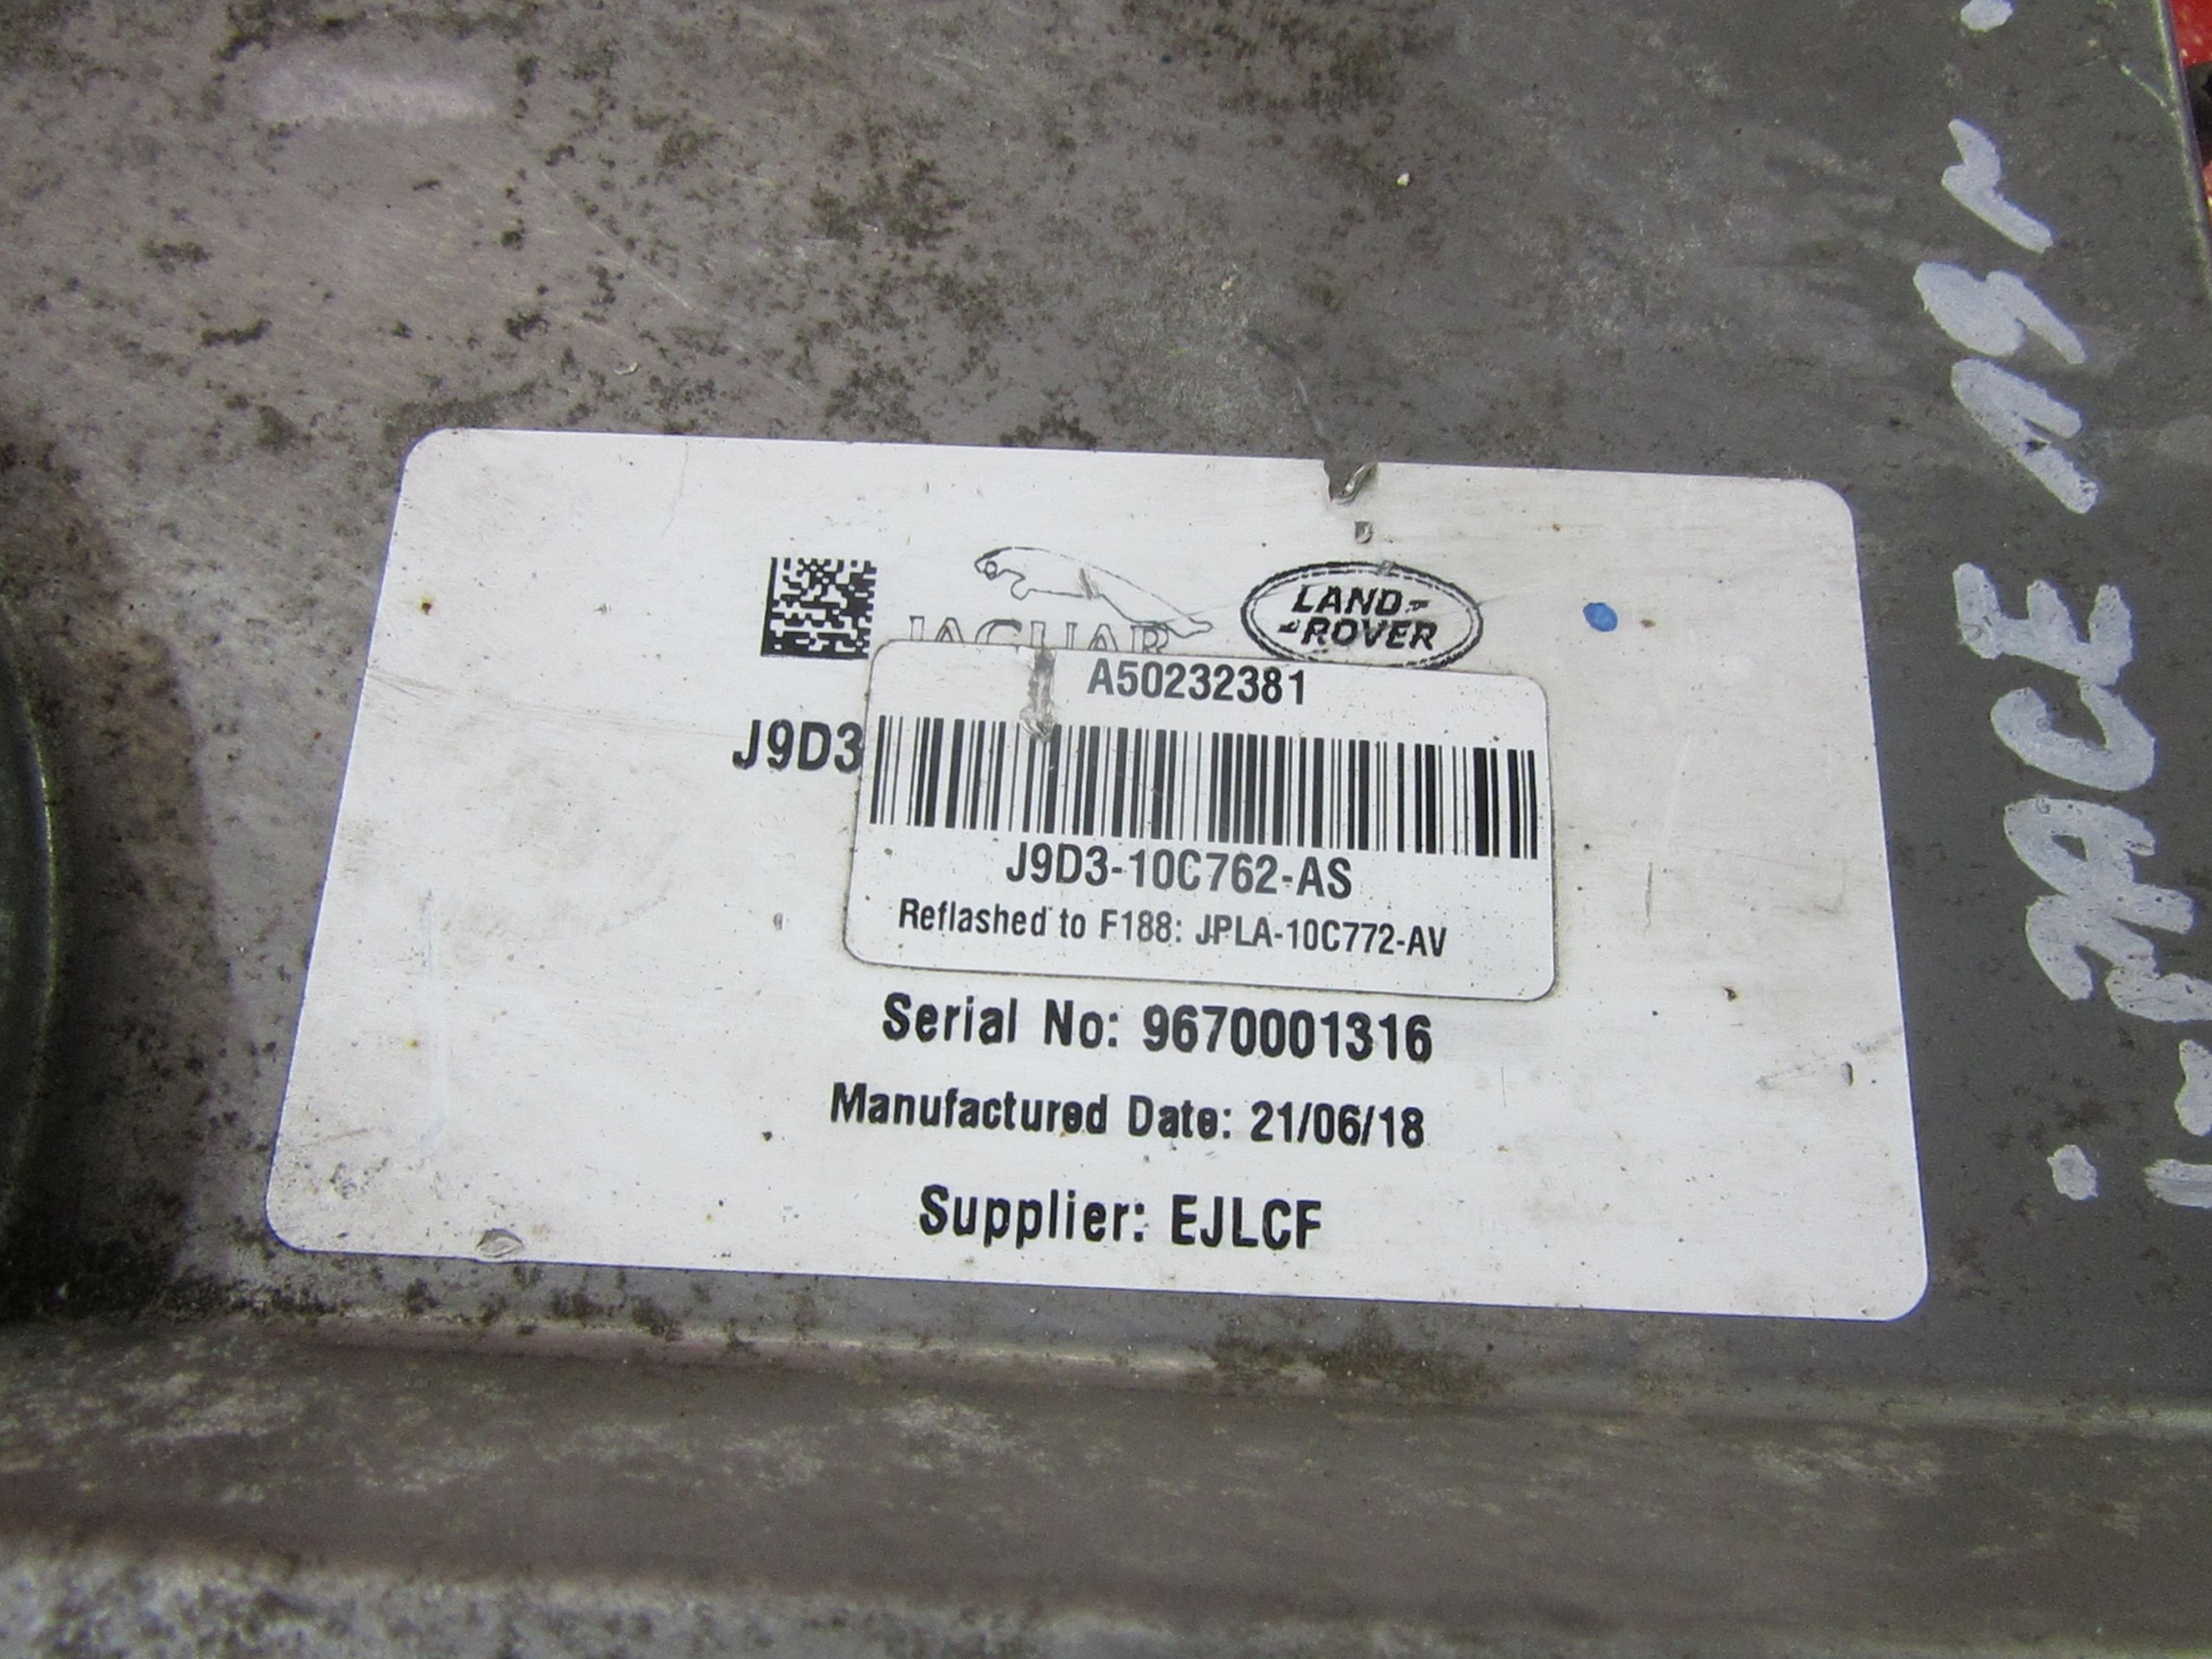 JAGUAR
LAND-
-ROVER
A50232381
J9D3
J9D3-10C762-AS
Reflashed to F188: JPLA-10C772-AV
Serial No: 9670001316
Manufactured Date: 21/06/18
Supplier: EJLCF
I-PACE 19r